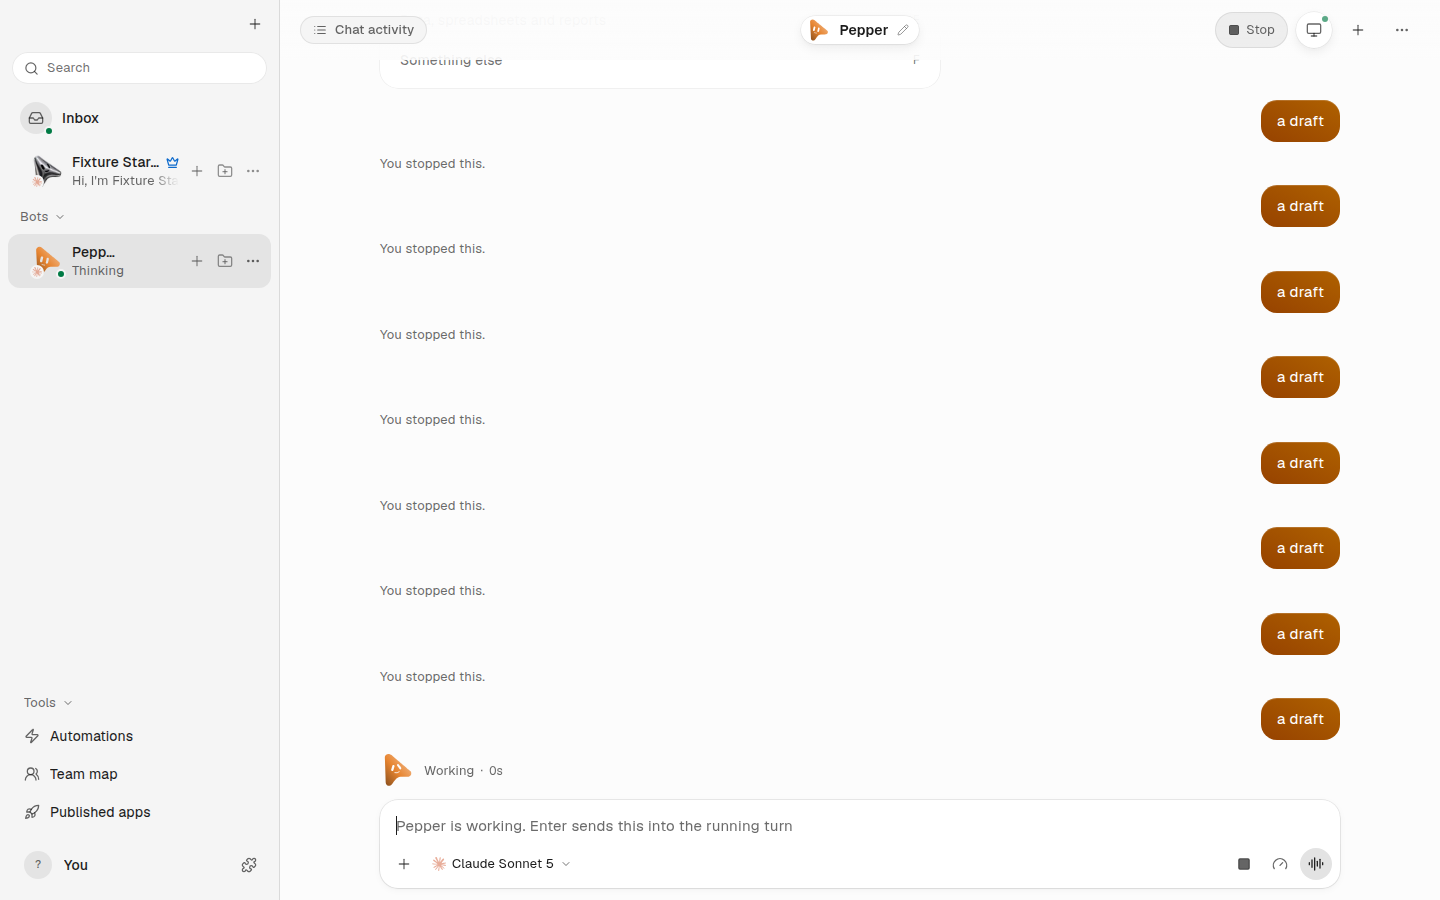 Search
Inbox
Fixture Star...
Hi, I'm Fixture Sta
Bots
Pepp...
Thinking
Tools
Automations
Team map
Published apps
?
You
Chat activity
spreadsheets and reports.
Pepper
Stop
Something else
F
a draft
You stopped this.
a draft
You stopped this.
a draft
You stopped this.
a draft
You stopped this.
a draft
You stopped this.
a draft
You stopped this.
a draft
You stopped this.
a draft
Working · 0s
Pepper is working. Enter sends this into the running turn
Claude Sonnet 5